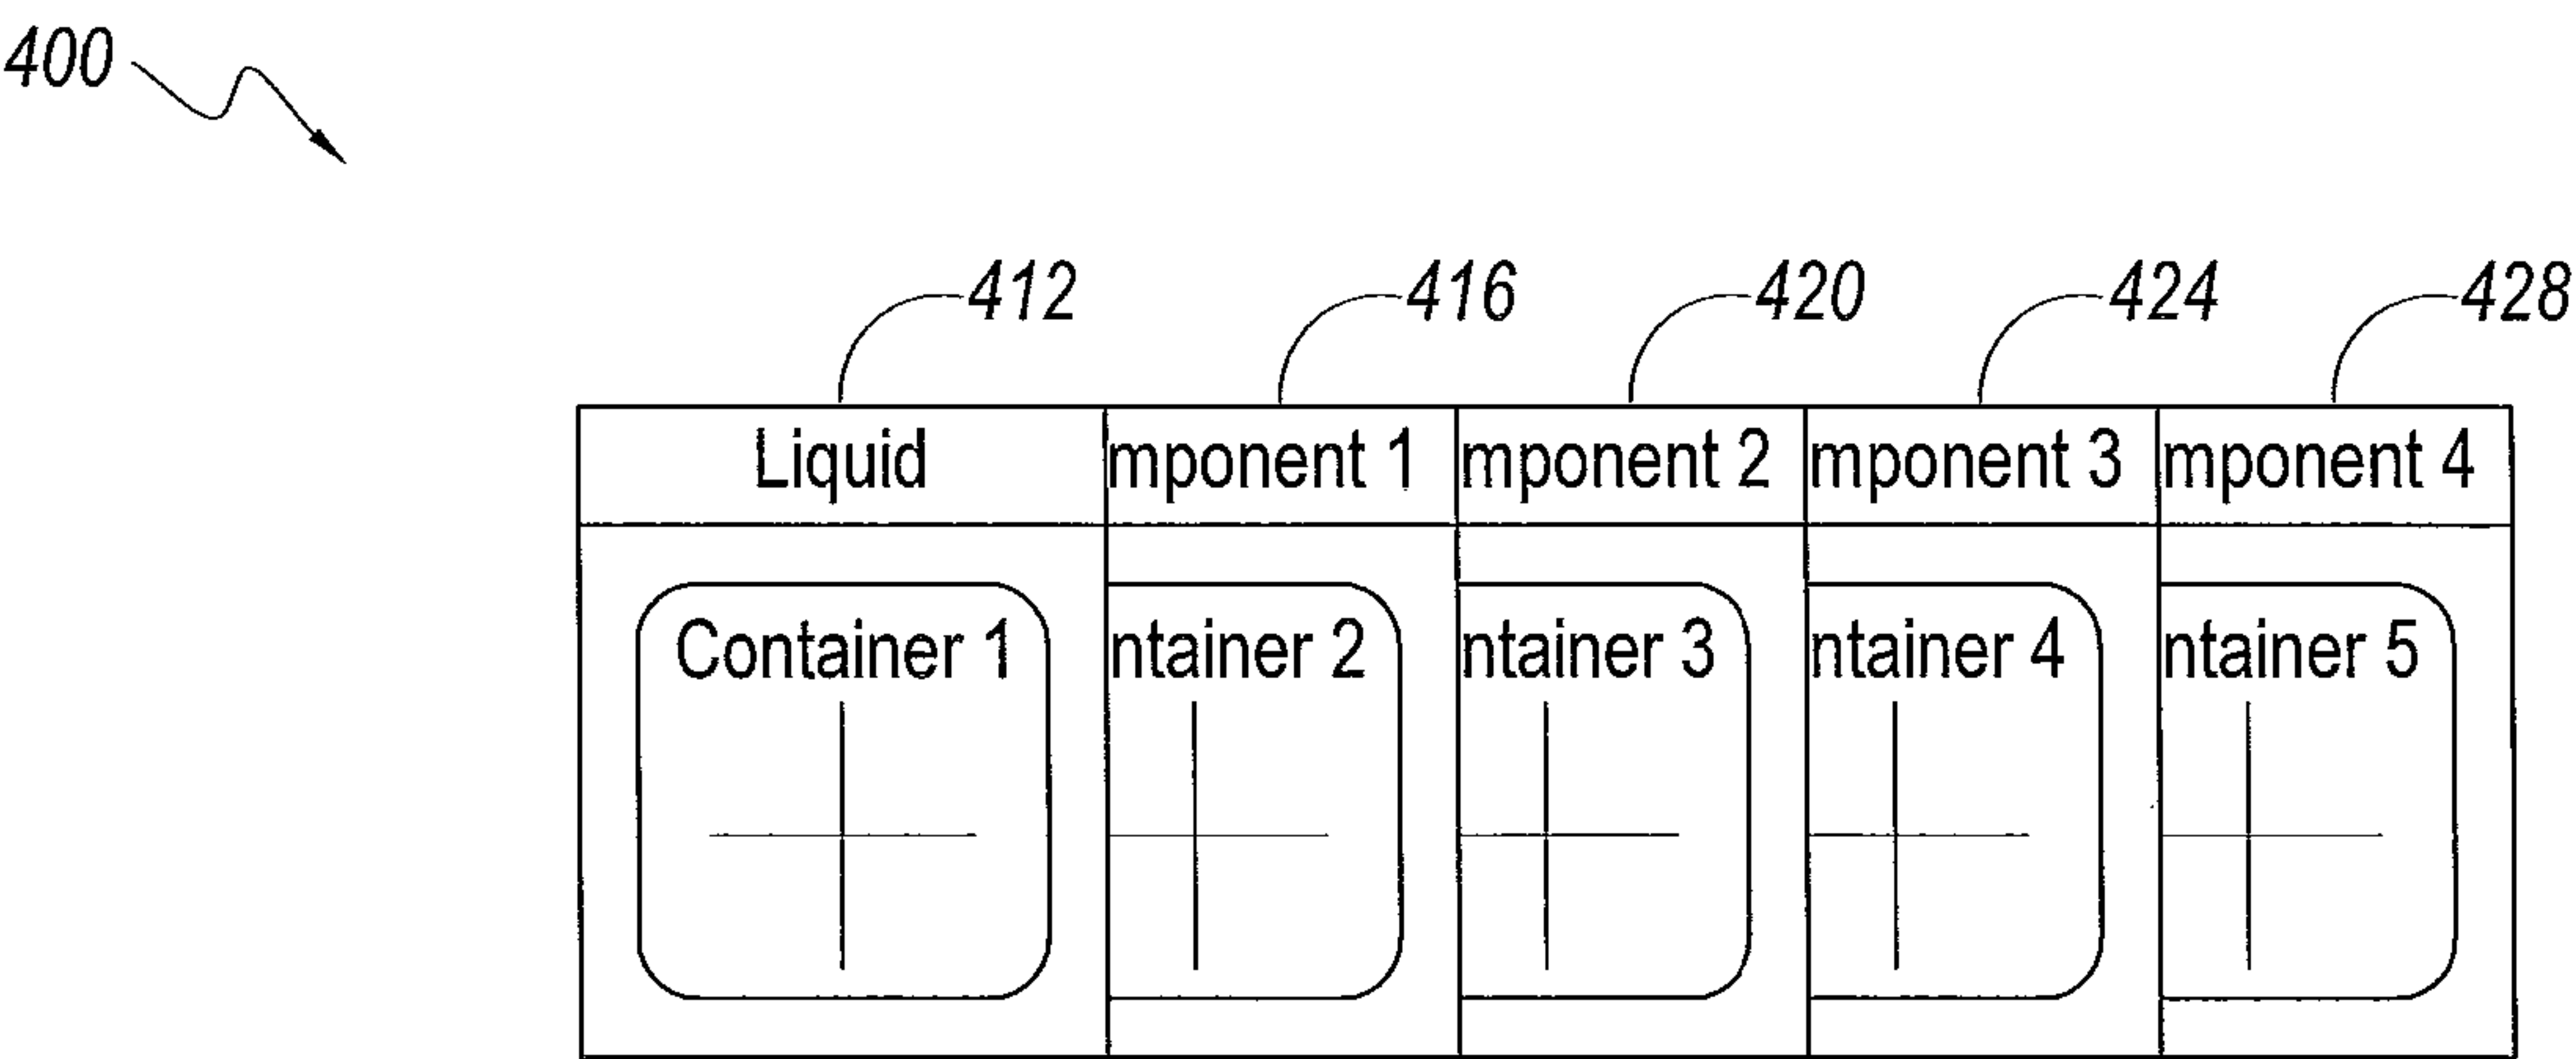 400
412 416 420 424 428
Liquid mponent 1 mponent 2 mponent 3 mponent 4
Container 1 ntainer 2 ntainer 3 ntainer 4 ntainer 5